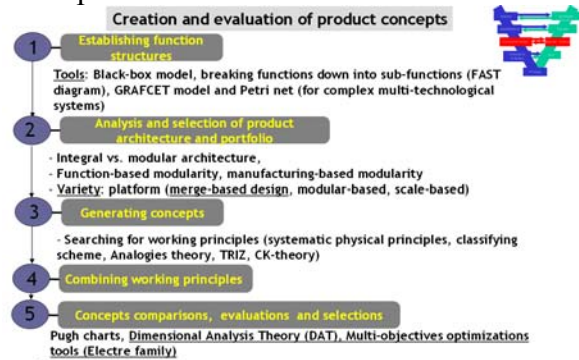 Creation and evaluation of product concepts
1
Establishing function
structures
Tools: Black-box model, breaking functions down into sub-functions (FAST
diagram), GRAFCET model and Petri net (for complex multi-technological
systems)
2
Analysis and selection of product
architecture and portfolio
- Integral vs. modular architecture,
- Function-based modularity, manufacturing-based modularity
- Variety: platform (merge-based design, modular-based, scale-based)
3
Generating concepts
- Searching for working principles (systematic physical principles, classifying
scheme, Analogies theory, TRIZ, CK-theory)
4
Combining working principles
5
Concepts comparisons, evaluations and selections
Pugh charts, Dimensional Analysis Theory (DAT), Multi-objectives optimizations
tools (Electre family)